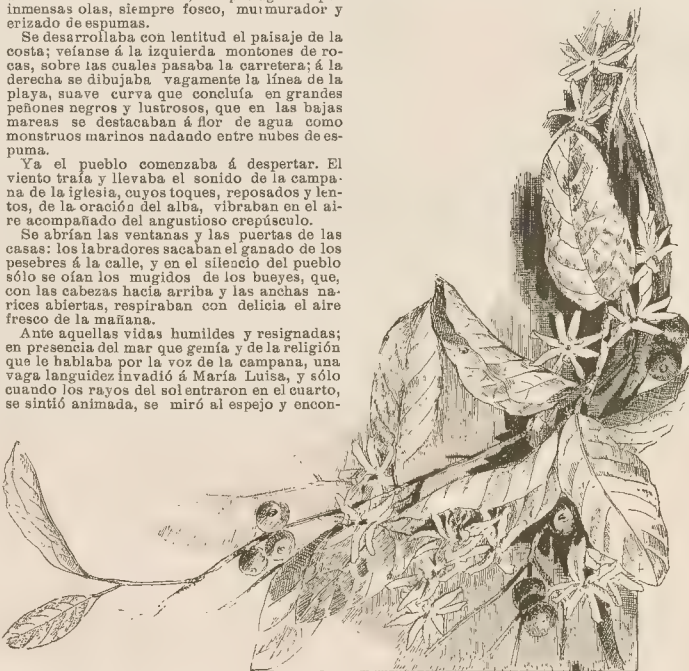 inmensas olas, siempre fosco, murmurador y
erizado de espumas.
Se desarrollaba con lentitud el paisaje de la
costa; veíanse á la izquierda montones de ro-
cas, sobre las cuales pasaba la carretera; á la
derecha se dibujaba vagamente la línea de la
playa, suave curva que concluía en grandes
peñones negros y lustrosos, que en las bajas
mareas se destacaban á flor de agua como
monstruos marinos nadando entre nubes de es-
puma.
Ya el pueblo comenzaba á despertar. El
viento traía y llevaba el sonido de la campa-
na de la iglesia, cuyos toques, reposados y len-
tos, de la oración del alba, vibraban en el ai-
re acompañado del angustioso crepúsculo.
Se abrían las ventanas y las puertas de las
casas: los labradores sacaban el ganado de los
pesebres á la calle, y en el silencio del pueblo
sólo se oían los mugidos de los bueyes, que,
con las cabezas hacia arriba y las anchas na-
rices abiertas, respiraban con delicia el aire
fresco de la mañana.
Ante aquellas vidas humildes y resignadas;
en presencia del mar que gemía y de la religión
que le hablaba por la voz de la campana, una
vaga languidez invadió á María Luisa, y sólo
cuando los rayos del sol entraron en el cuarto,
se sintió animada, se miró al espejo y encon-